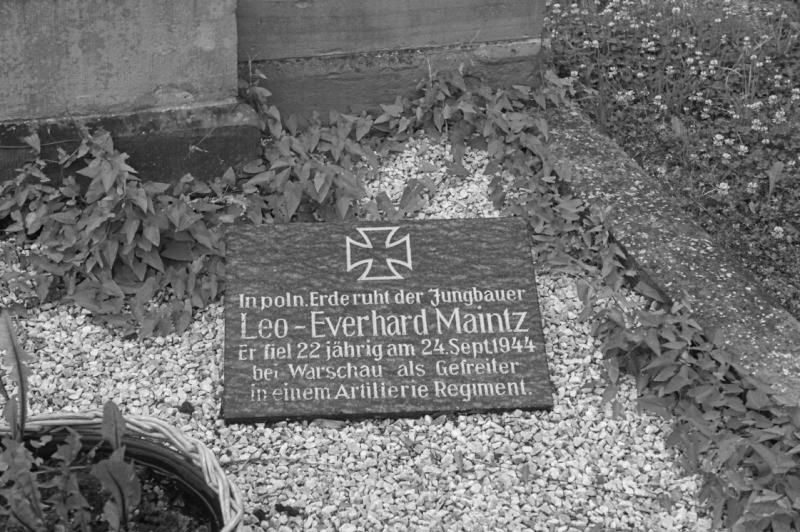 In poln. Erde ruht der Jungbauer
Leo-Everhard Maintz
Er fiel 22 jährig am 24. Sept. 1944
bei Warschau als Gefreiter
in einem Artillerie Regiment.